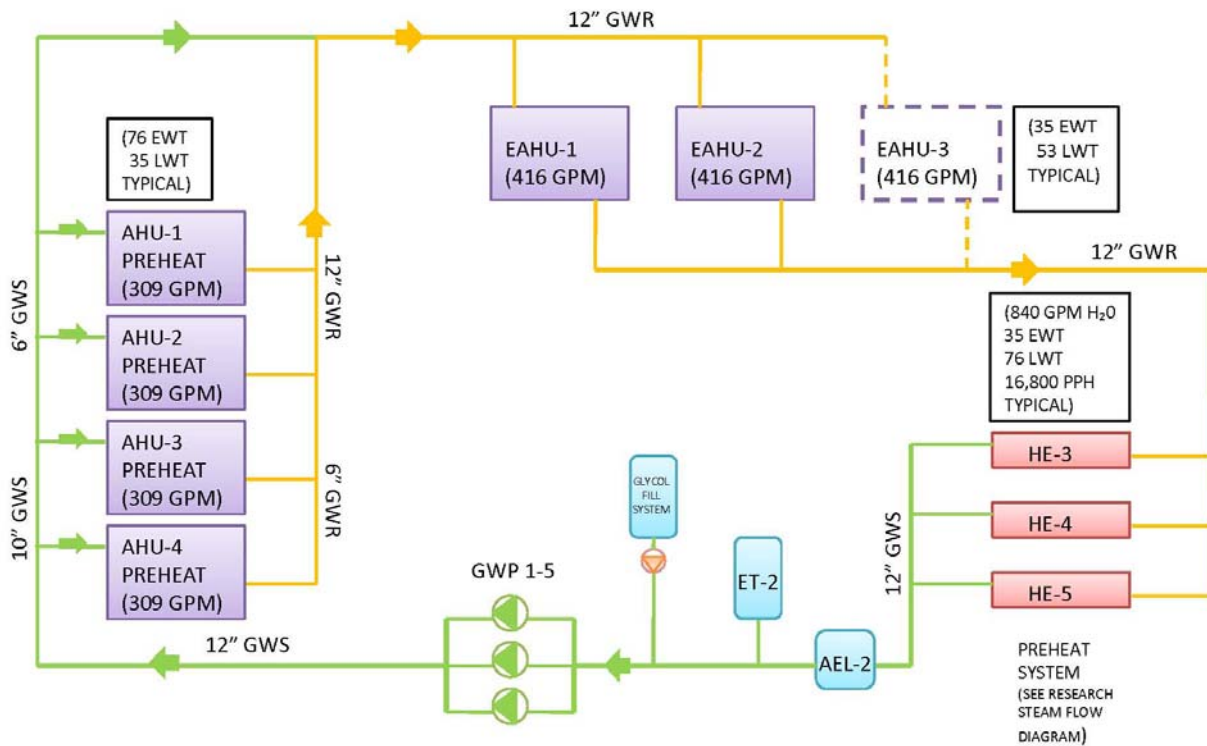 12” GWR
(76 EWT
35 LWT
TYPICAL)
EAHU-1
(416 GPM)
EAHU-2
(416 GPM)
EAHU-3
(416 GPM)
(35 EWT
53 LWT
TYPICAL)
AHU-1
PREHEAT
(309 GPM)
12” GWR
12” GWR
6” GWS
(840 GPM H₂0
35 EWT
76 LWT
16,800 PPH
TYPICAL)
AHU-2
PREHEAT
(309 GPM)
AHU-3
PREHEAT
(309 GPM)
6” GWR
10” GWS
HE-3
GLYCOL
FILL
SYSTEM
HE-4
12” GWS
AHU-4
PREHEAT
(309 GPM)
GWP 1-5
ET-2
HE-5
12” GWS
AEL-2
PREHEAT
SYSTEM
(SEE RESEARCH
STEAM FLOW
DIAGRAM)